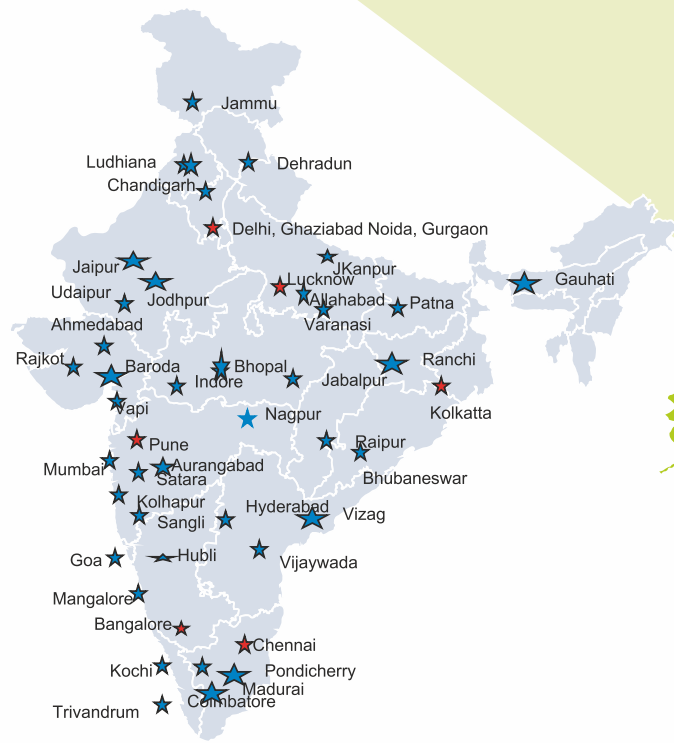 Jammu
Ludhiana
Dehradun
Chandigarh
Delhi, Ghaziabad Noida, Gurgaon
Jaipur
JKanpur
Lucknow
Gauhati
Udaipur
Jodhpur
Allahabad
Patna
Varanasi
Ahmedabad
Rajkot
Baroda
Bhopal
Ranchi
Indore
Jabalpur
Vapi
Nagpur
Kolkatta
Pune
Raipur
Mumbai
Aurangabad
Satara
Bhubaneswar
Kolhapur
Hyderabad
Sangli
Vizag
Goa
Hubli
Vijaywada
Mangalore
Bangalore
Chennai
Kochi
Pondicherry
Madurai
Coimbatore
Trivandrum